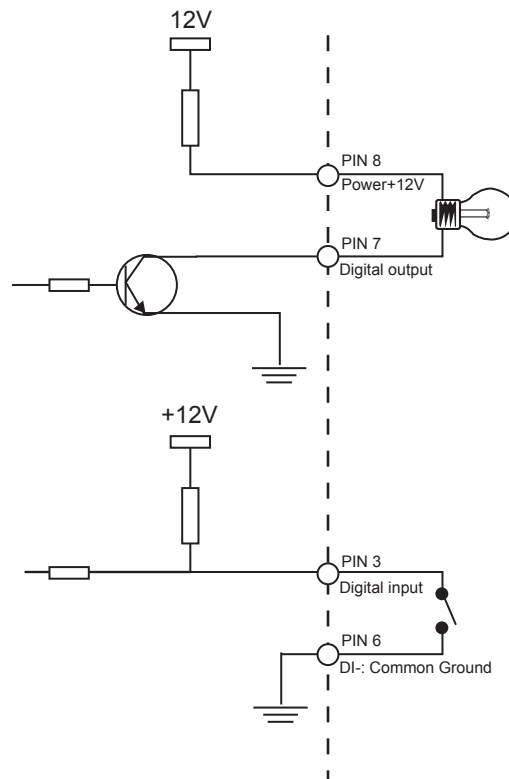 12V
PIN 8
Power+12V
PIN 7
Digital output
+12V
PIN 3
Digital input
PIN 6
DI-: Common Ground